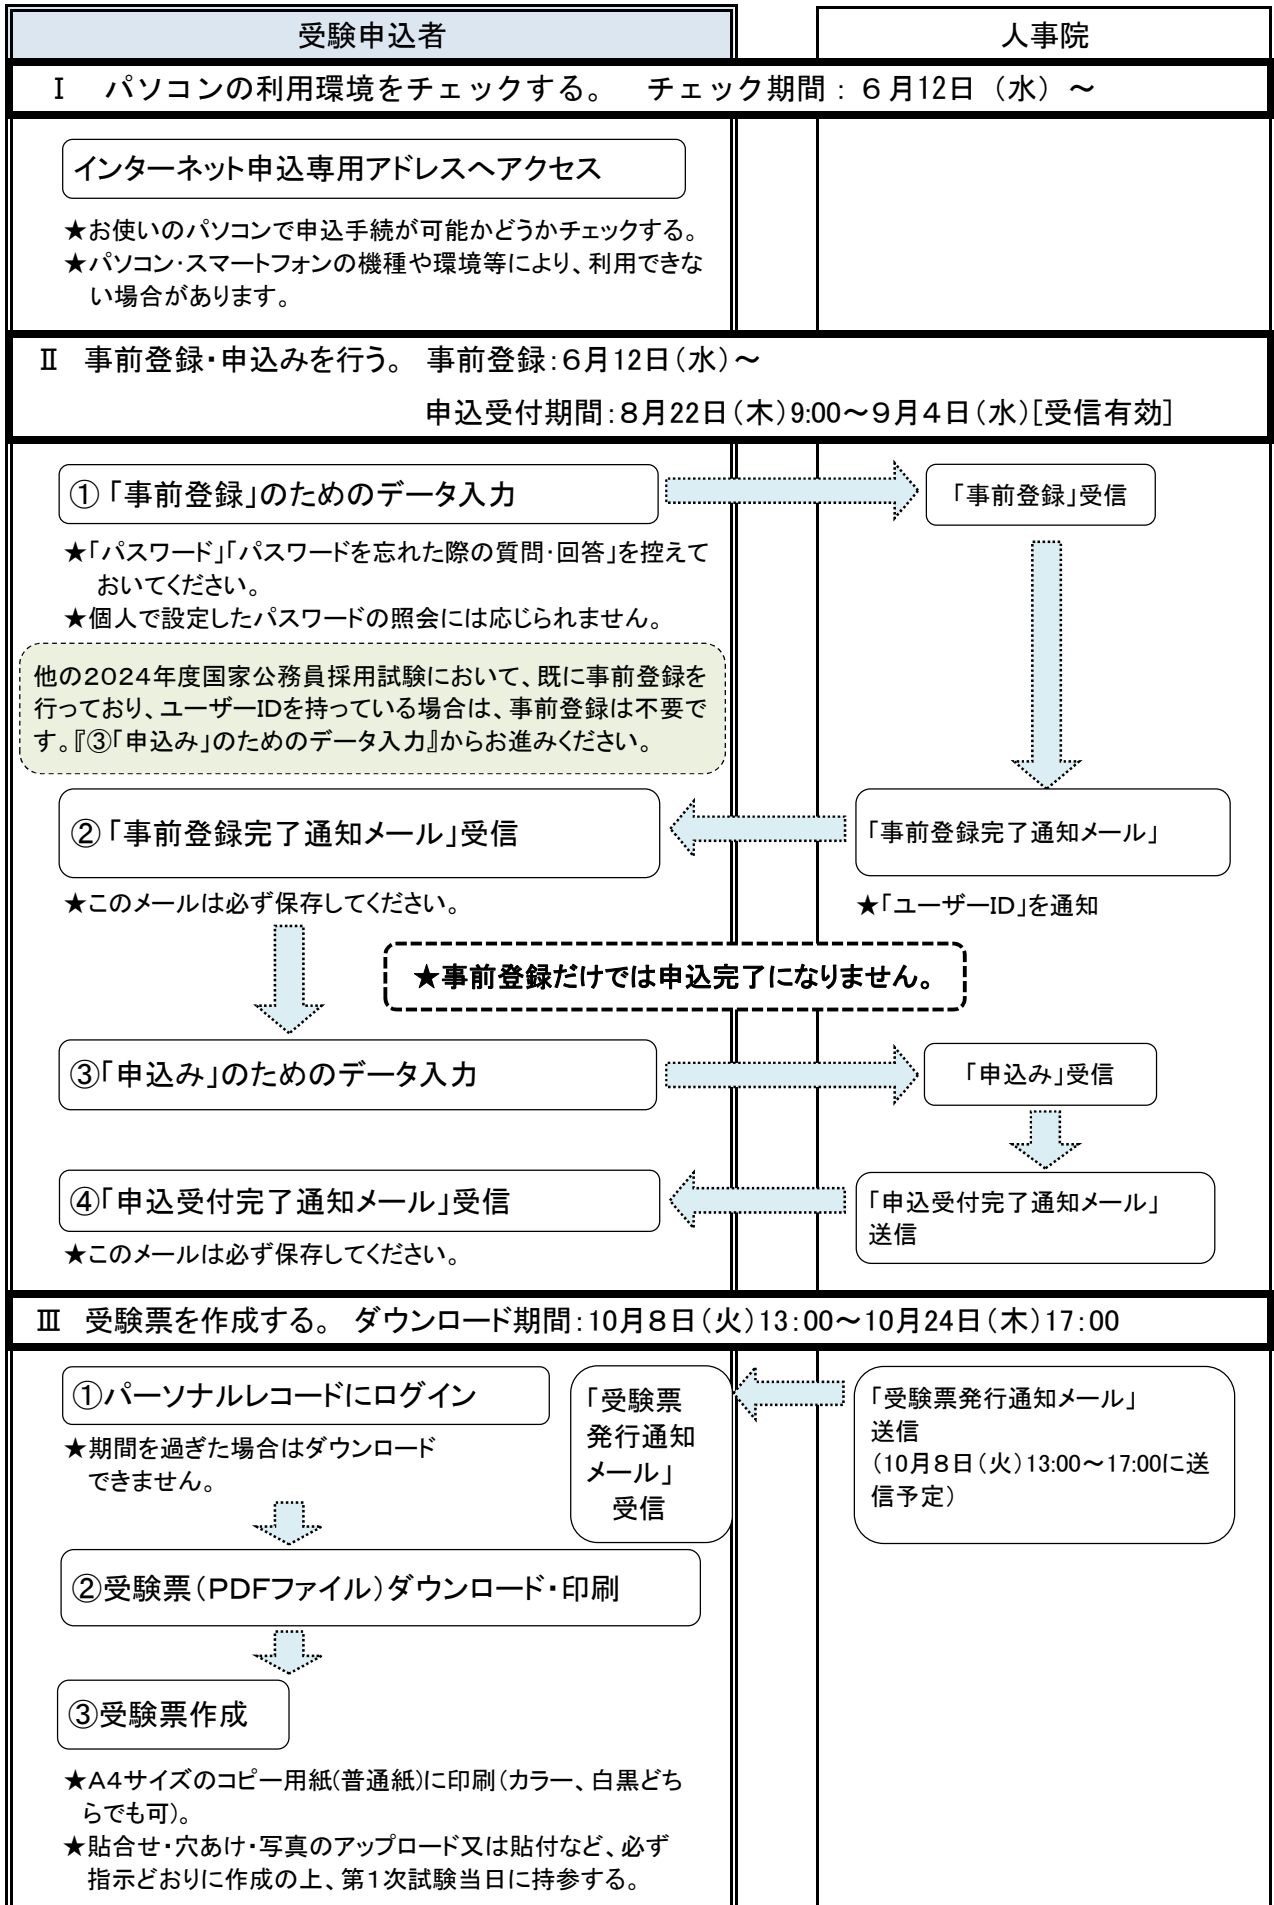 受験申込者
人事院
Ⅰ　パソコンの利用環境をチェックする。　チェック期間：６月12日（水）～
インターネット申込専用アドレスへアクセス
★お使いのパソコンで申込手続が可能かどうかチェックする。
★パソコン・スマートフォンの機種や環境等により、利用できな
い場合があります。
Ⅱ　事前登録・申込みを行う。　事前登録：６月12日（水）～
申込受付期間：８月22日（木）9:00～９月４日（水）[受信有効]
①「事前登録」のためのデータ入力
「事前登録」受信
★「パスワード」「パスワードを忘れた際の質問・回答」を控えて
おいてください。
★個人で設定したパスワードの照会には応じられません。
他の２０２４年度国家公務員採用試験において、既に事前登録を
行っており、ユーザーIDを持っている場合は、事前登録は不要で
す。『③「申込み」のためのデータ入力』からお進みください。
②「事前登録完了通知メール」受信
「事前登録完了通知メール」
★このメールは必ず保存してください。
★「ユーザーID」を通知
★事前登録だけでは申込完了になりません。
③「申込み」のためのデータ入力
「申込み」受信
④「申込受付完了通知メール」受信
「申込受付完了通知メール」
送信
★このメールは必ず保存してください。
Ⅲ　受験票を作成する。　ダウンロード期間：10月８日（火）13：00～10月24日（木）17：00
①パーソナルレコードにログイン
★期間を過ぎた場合はダウンロード
できません。
「受験票
発行通知
メール」
受信
「受験票発行通知メール」
送信
（10月８日（火）13:00～17:00に送
信予定）
②受験票（ＰＤＦファイル）ダウンロード・印刷
③受験票作成
★Ａ４サイズのコピー用紙(普通紙)に印刷（カラー、白黒どち
らでも可）。
★貼合せ・穴あけ・写真のアップロード又は貼付など、必ず
指示どおりに作成の上、第１次試験当日に持参する。